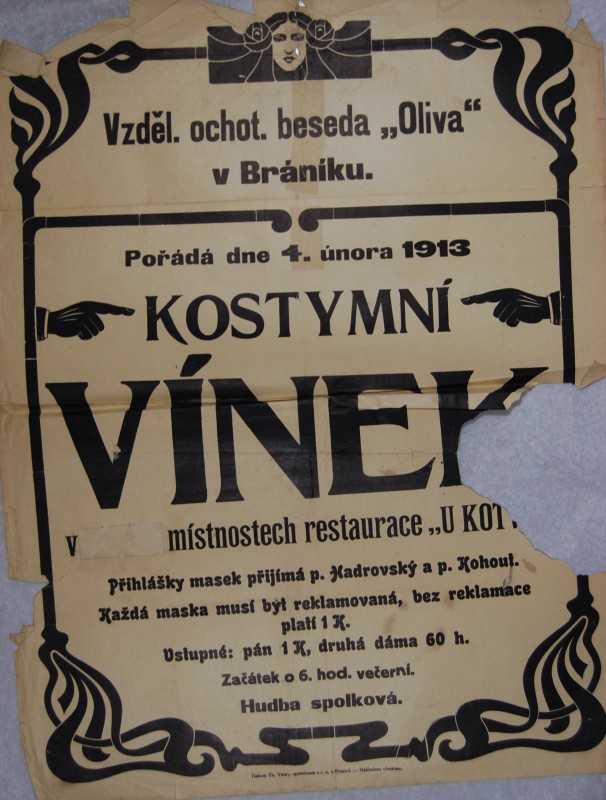 Vzděl. ochot. beseda „Oliva“
v Bráníku.
Pořádá dne 4. února 1913
KOSTYMNÍ
VÍNEK
v místnostech restaurace „U KOT
Přihlášky masek přijímá p. Hadrovský a p. Kohout.
Každá maska musí být reklamovaná, bez reklamace
platí 1 K.
Vstupné: pán 1 K, druhá dáma 60 h.
Začátek o 6. hod. večerní.
Hudba spolková.